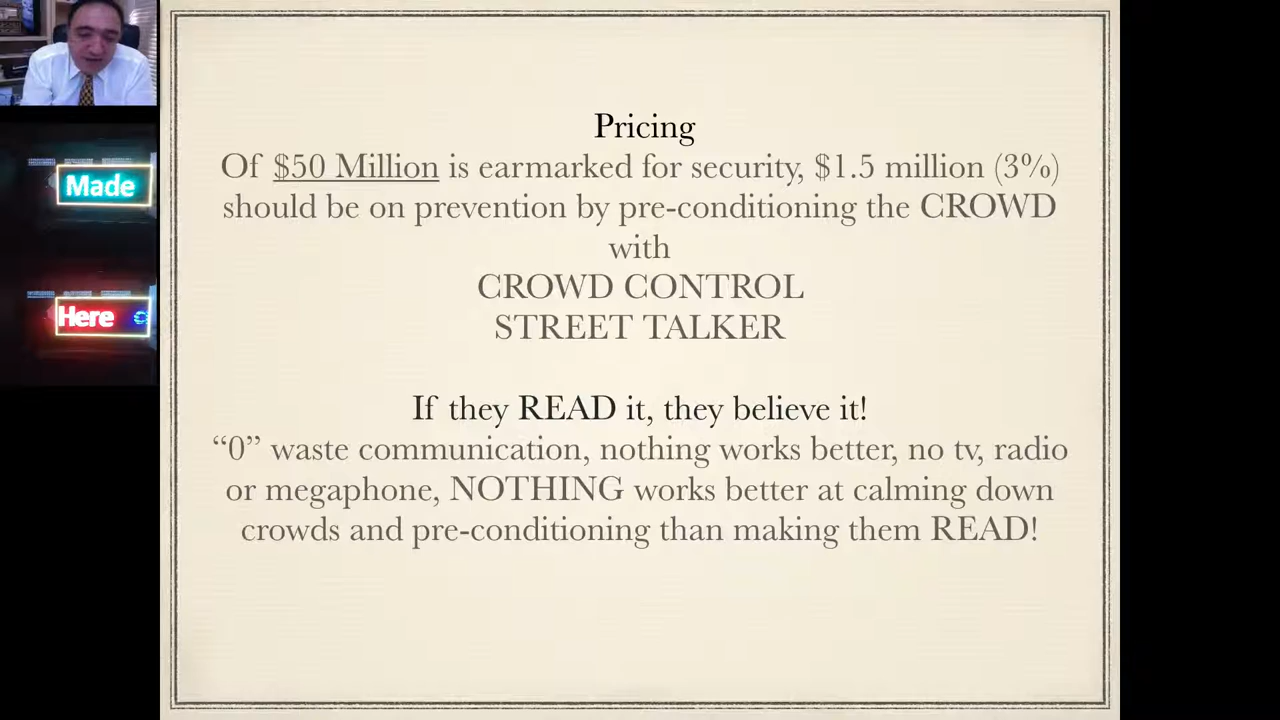 Made
Here
Pricing
Of $50 Million is earmarked for security, $1.5 million (3%)
should be on prevention by pre-conditioning the CROWD
with
CROWD CONTROL
STREET TALKER
If they READ it, they believe it!
“0” waste communication, nothing works better, no tv, radio
or megaphone, NOTHING works better at calming down
crowds and pre-conditioning than making them READ!